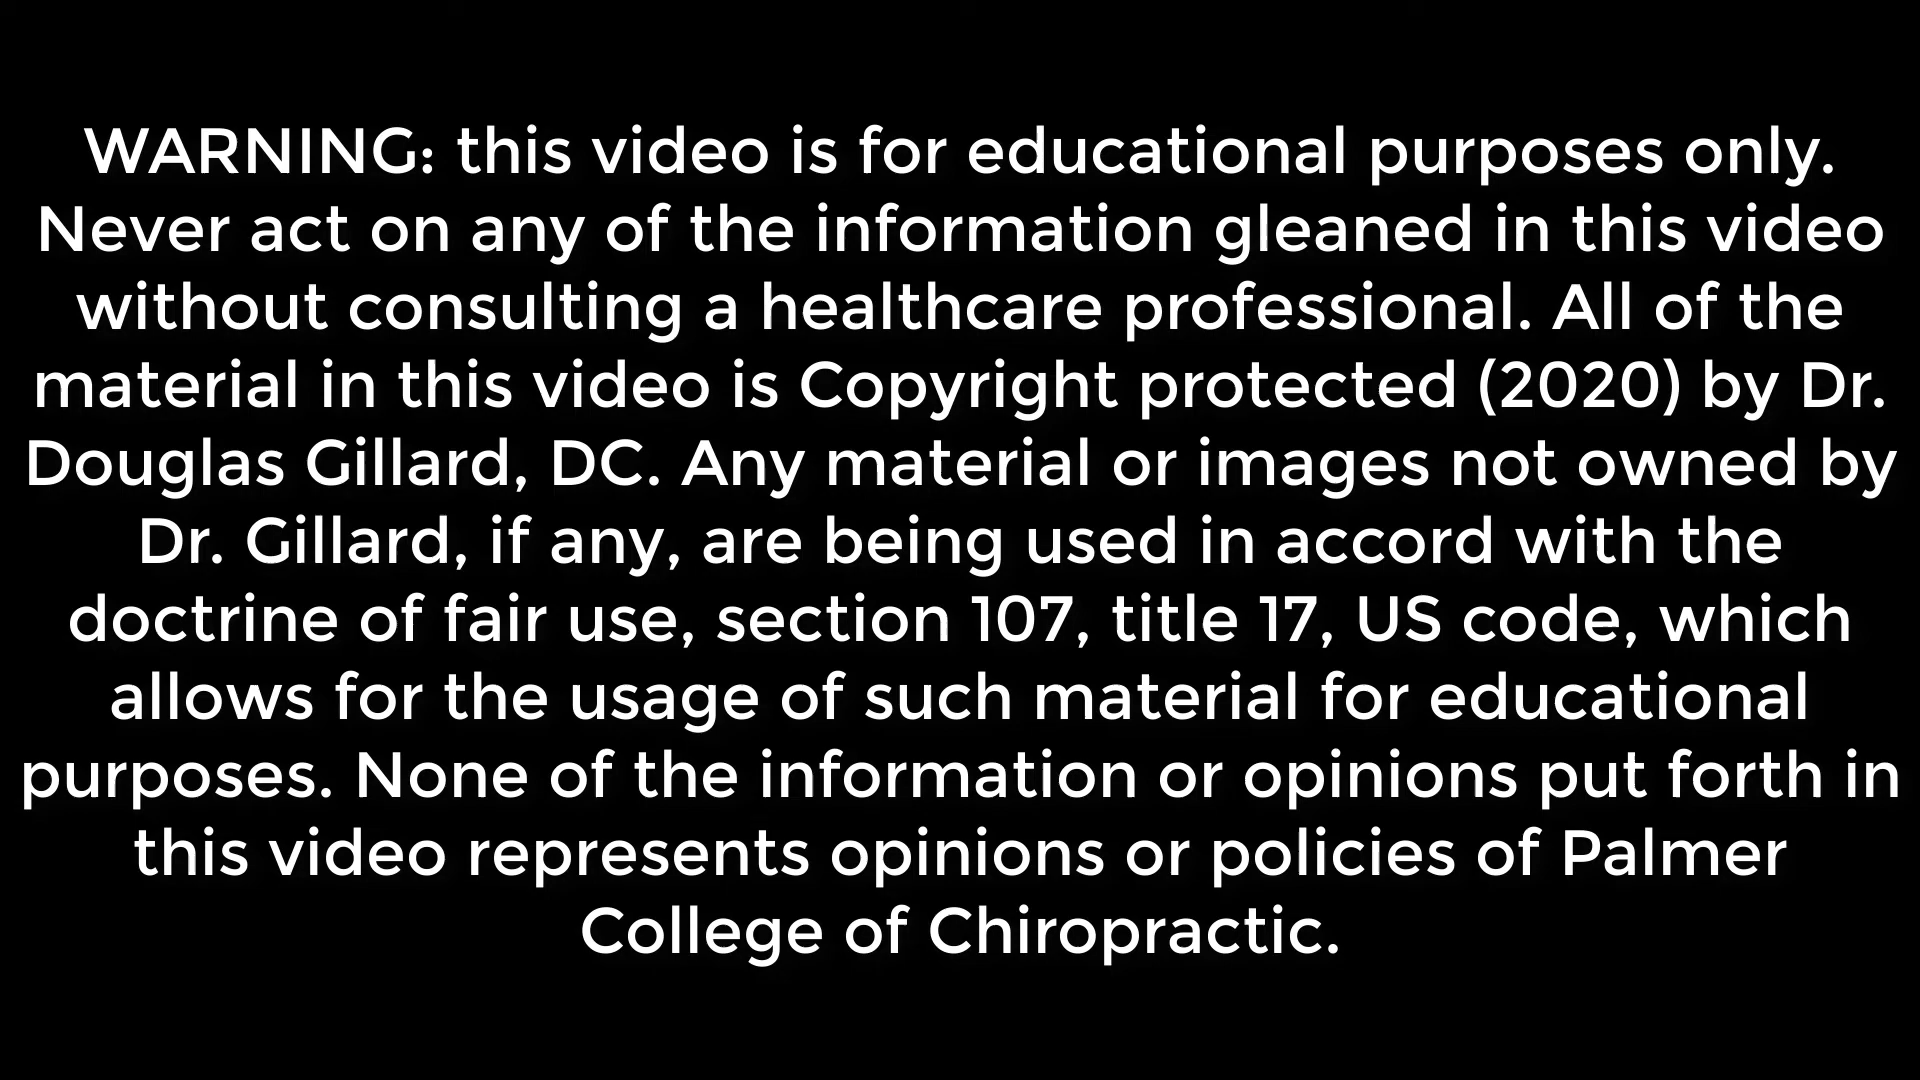 WARNING: this video is for educational purposes only.
Never act on any of the information gleaned in this video
without consulting a healthcare professional. All of the
material in this video is Copyright protected (2020) by Dr.
Douglas Gillard, DC. Any material or images not owned by
Dr. Gillard, if any, are being used in accord with the
doctrine of fair use, section 107, title 17, US code, which
allows for the usage of such material for educational
purposes. None of the information or opinions put forth in
this video represents opinions or policies of Palmer
College of Chiropractic.